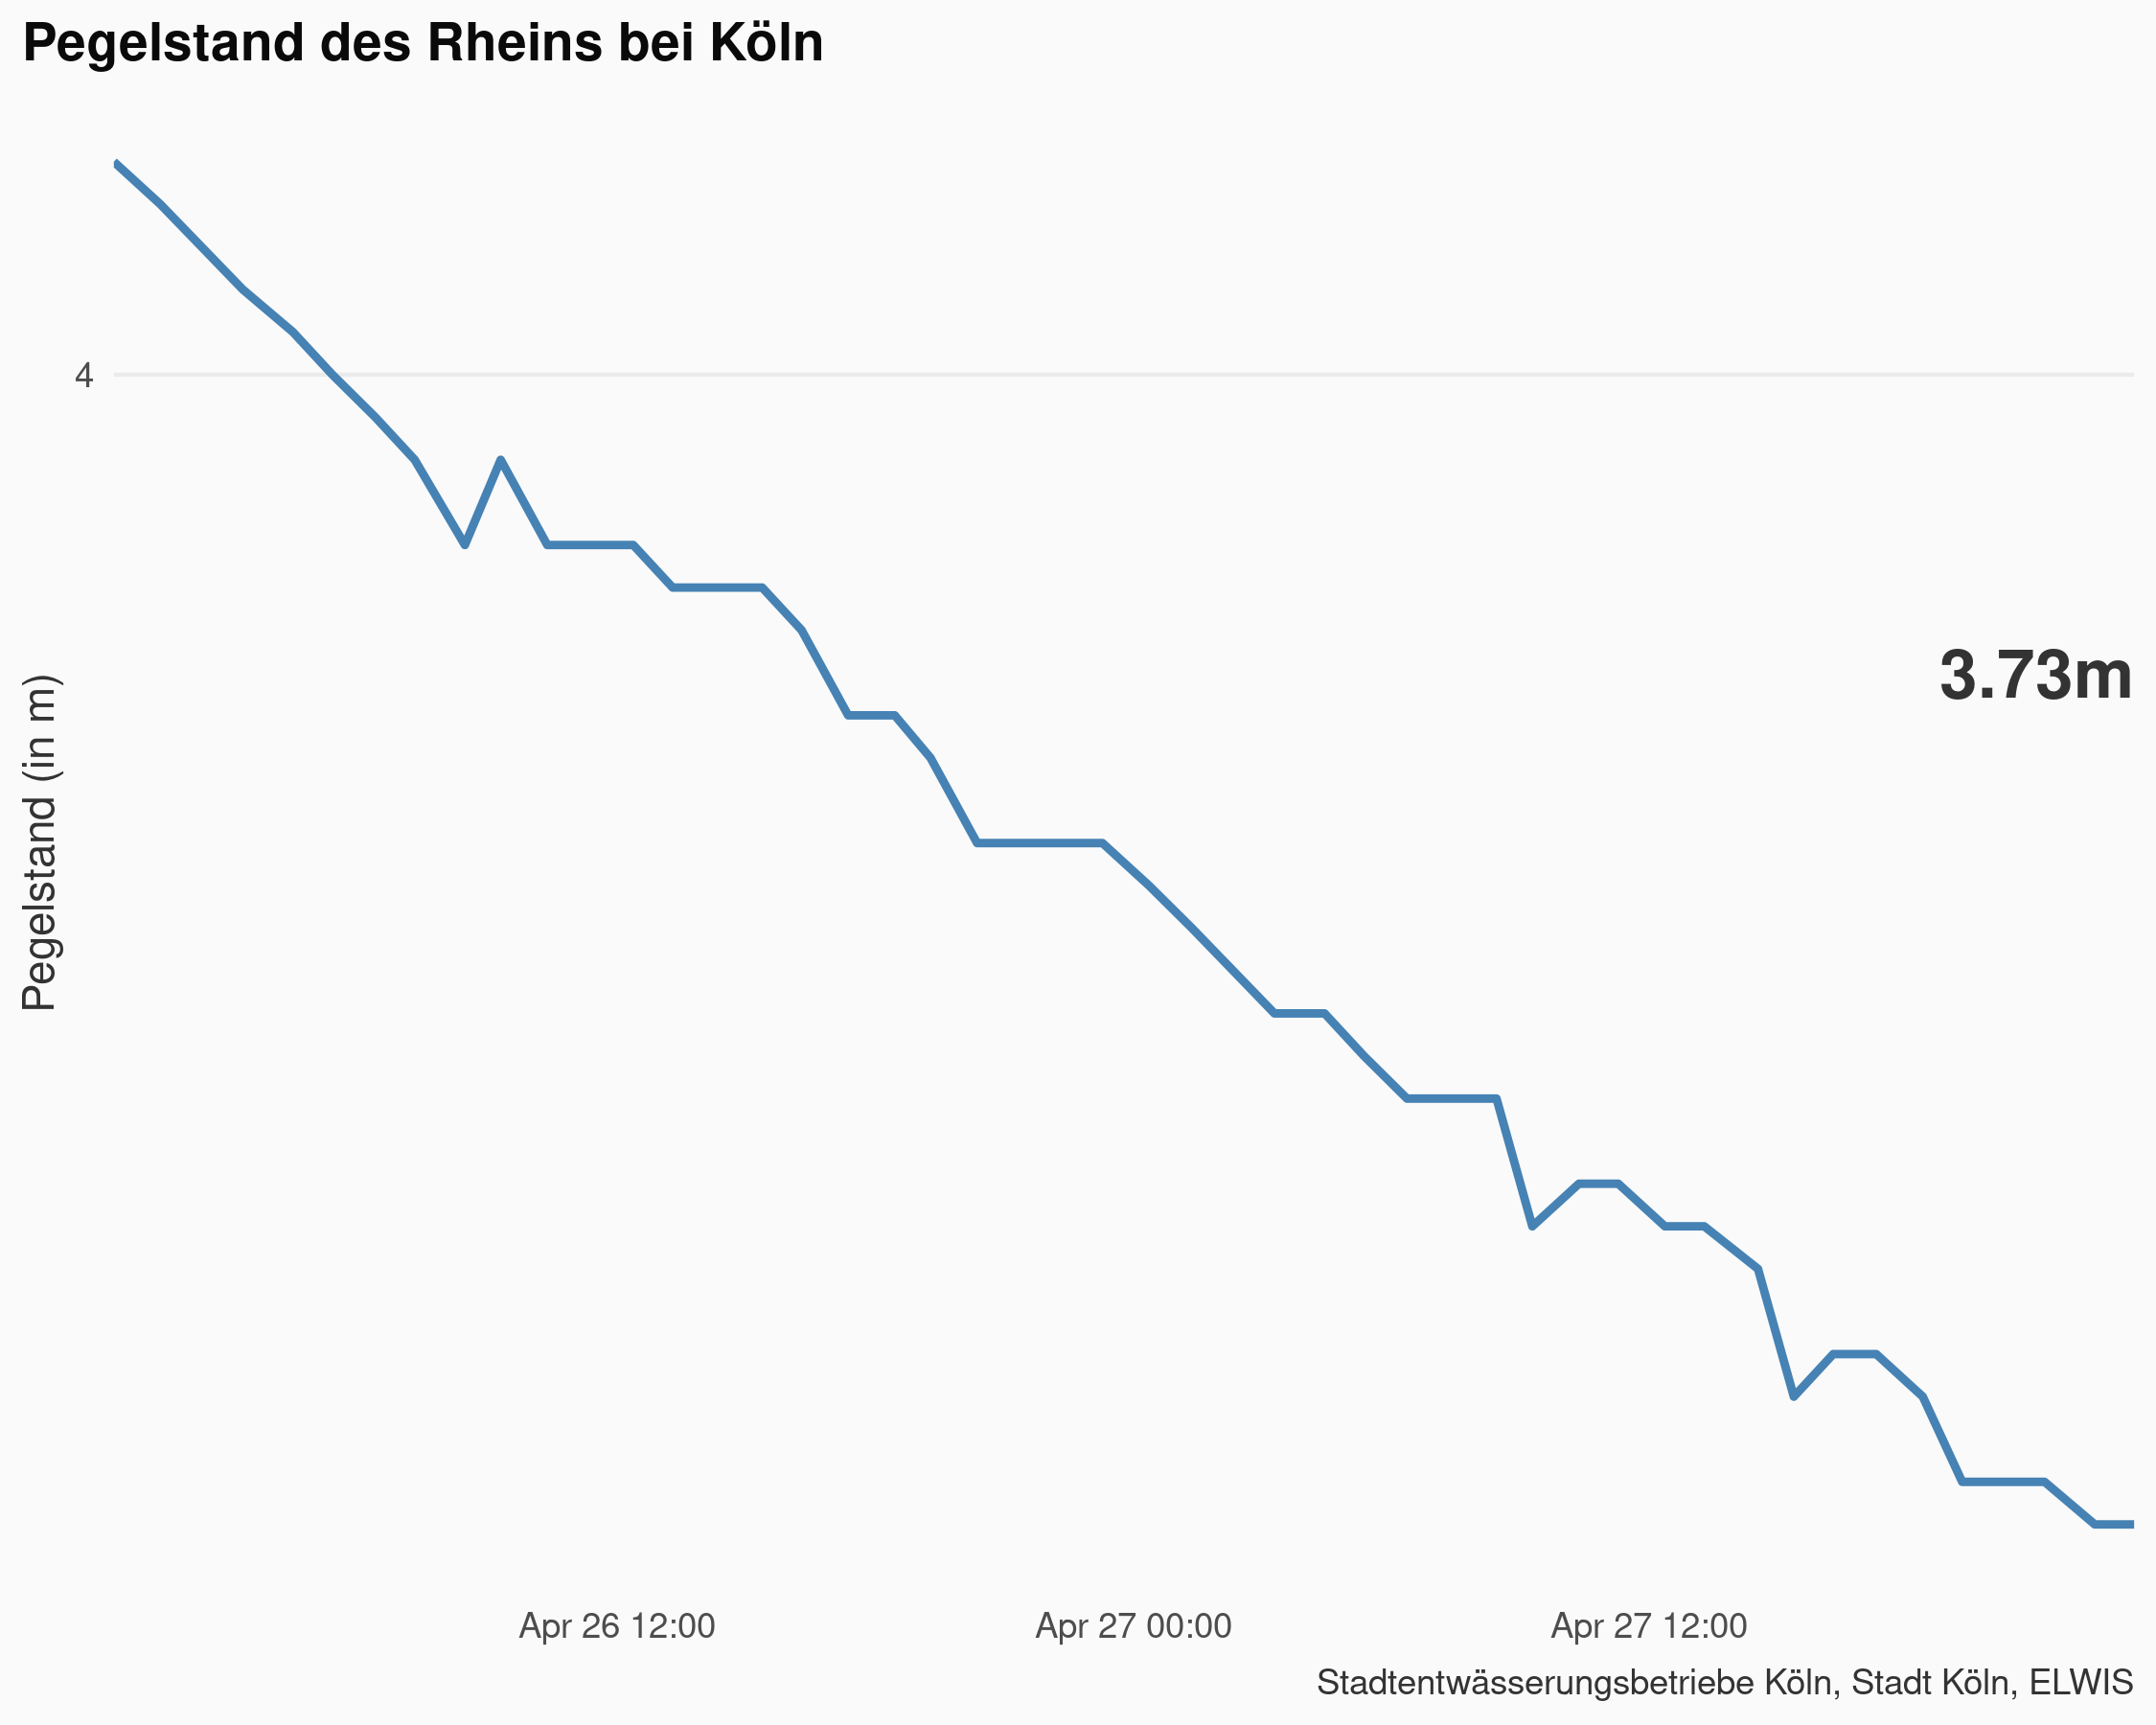 Pegelstand des Rheins bei Köln
4
3.73m
Pegelstand (in m)
Apr 26 12:00
Apr 27 00:00
Apr 27 12:00
Stadtentwässerungsbetriebe Köln, Stadt Köln, ELWIS